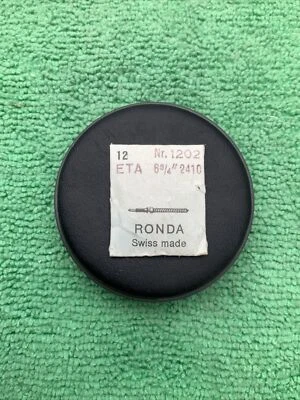 12 Nr. 1202
ETA 6¾‴ 2410
RONDA
Swiss made